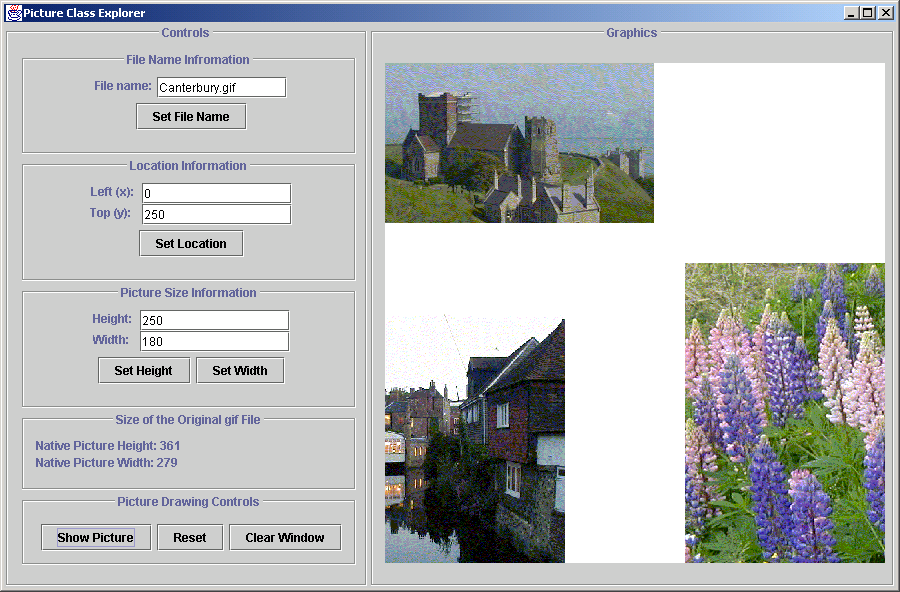 Picture Class Explorer
Controls
File Name Infromation
File name: Canterbury.gif
Set File Name
Location Information
Left (x): 0
Top (y): 250
Set Location
Picture Size Information
Height: 250
Width: 180
Set Height Set Width
Size of the Original gif File
Native Picture Height: 361
Native Picture Width: 279
Picture Drawing Controls
Show Picture Reset Clear Window
Graphics